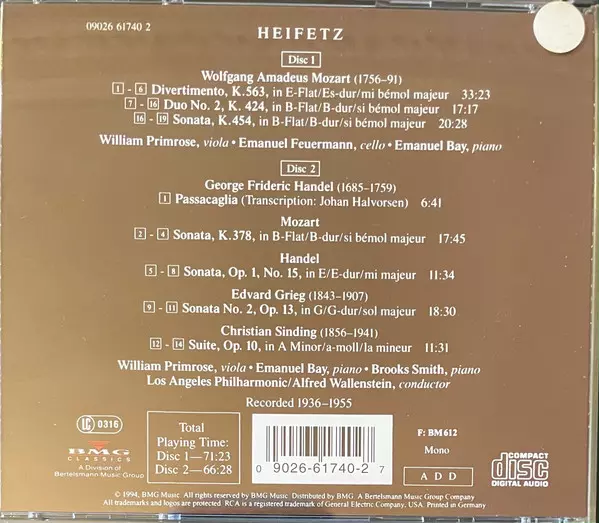 09026 61740 2
HEIFETZ
Disc 1
Wolfgang Amadeus Mozart (1756–91)
1 - 6 Divertimento, K.563, in E-Flat/Es-dur/mi bémol majeur 33:23
7 - 16 Duo No. 2, K. 424, in B-Flat/B-dur/si bémol majeur 17:17
16 - 19 Sonata, K.454, in B-Flat/B-dur/si bémol majeur 20:28
William Primrose, viola • Emanuel Feuermann, cello • Emanuel Bay, piano
Disc 2
George Frideric Handel (1685-1759)
1 Passacaglia (Transcription: Johan Halvorsen) 6:41
Mozart
2 - 4 Sonata, K.378, in B-Flat/B-dur/si bémol majeur 17:45
Handel
5 - 8 Sonata, Op. 1, No. 15, in E/E-dur/mi majeur 11:34
Edvard Grieg (1843-1907)
9 - 11 Sonata No. 2, Op. 13, in G/G-dur/sol majeur 18:30
Christian Sinding (1856–1941)
12 - 14 Suite, Op. 10, in A Minor/a-moll/la mineur 11:31
William Primrose, viola • Emanuel Bay, piano • Brooks Smith, piano
Los Angeles Philharmonic/Alfred Wallenstein, conductor
Recorded 1936–1955
LC 0316
BMG
CLASSICS
A Division of
Bertelsmann Music Group
Total
Playing Time:
Disc 1—71:23
Disc 2—66:28
0 9026-61740-2 7
F: BM 612
Mono
A D D
COMPACT
disc
DIGITAL AUDIO
© 1994, BMG Music. All rights reserved by BMG Music. Distributed by BMG. A Bertelsmann Music Group Company
All trademarks and logos are protected. RCA is a registered trademark of General Electric Company, USA. Printed in Germany